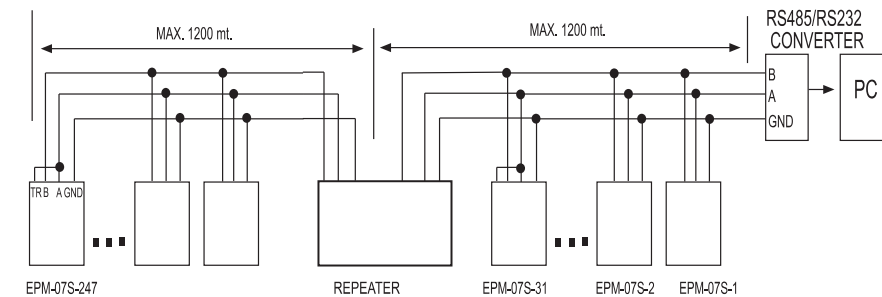 RS485/RS232
CONVERTER
MAX. 1200 mt.
MAX. 1200 mt.
B
A
GND
PC
TR B A GND
EPM-07S-247
REPEATER
EPM-07S-31
EPM-07S-2
EPM-07S-1